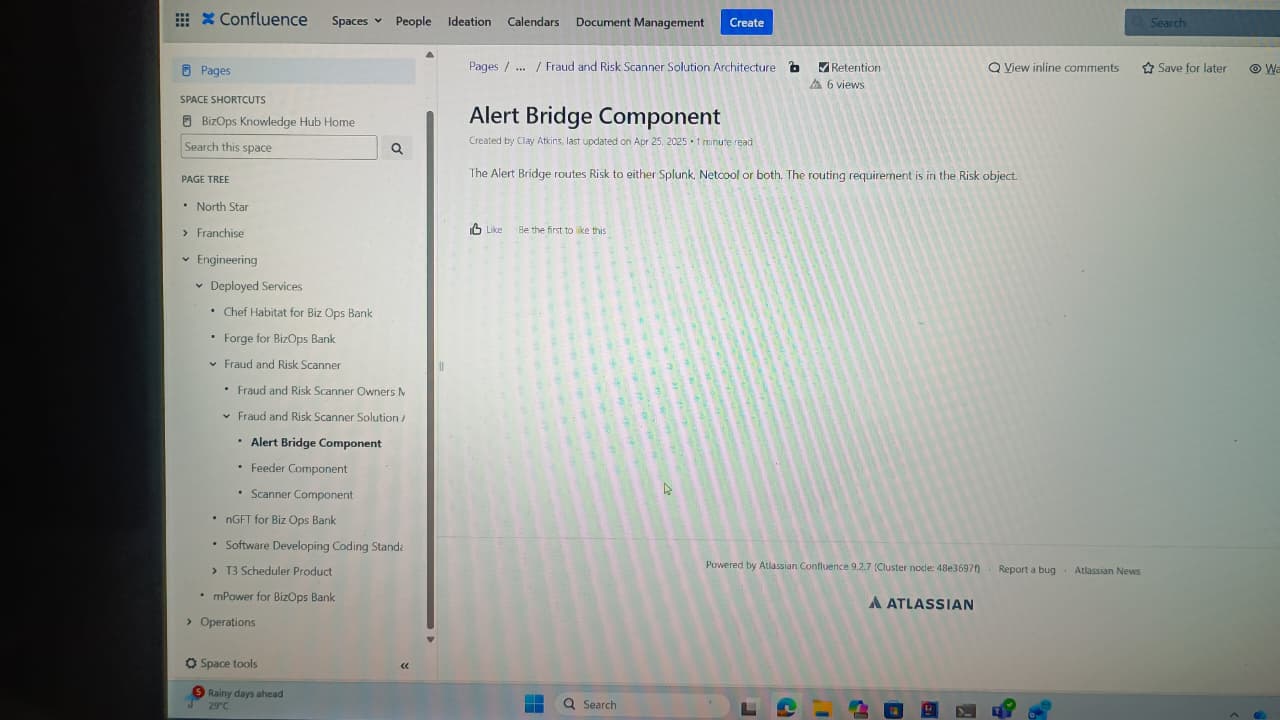 Confluence Spaces People Ideation Calendars Document Management Create Search
Pages
SPACE SHORTCUTS
BizOps Knowledge Hub Home
Search this space
PAGE TREE
• North Star
Franchise
Engineering
Deployed Services
• Chef Habitat for Biz Ops Bank
• Forge for BizOps Bank
Fraud and Risk Scanner
• Fraud and Risk Scanner Owners M
Fraud and Risk Scanner Solution A
• Alert Bridge Component
• Feeder Component
• Scanner Component
• nGFT for Biz Ops Bank
• Software Developing Coding Standa
T3 Scheduler Product
• mPower for BizOps Bank
Operations
Space tools «
Pages / ... / Fraud and Risk Scanner Solution Architecture Retention
6 views
View inline comments Save for later Wa
Alert Bridge Component
Created by Clay Atkins, last updated on Apr 25, 2025 • 1 minute read
The Alert Bridge routes Risk to either Splunk, Netcool or both. The routing requirement is in the Risk object.
Like Be the first to like this
Powered by Atlassian Confluence 9.2.7 (Cluster node: 48e3697f) · Report a bug · Atlassian News
ATLASSIAN
5 Rainy days ahead
29°C
Search